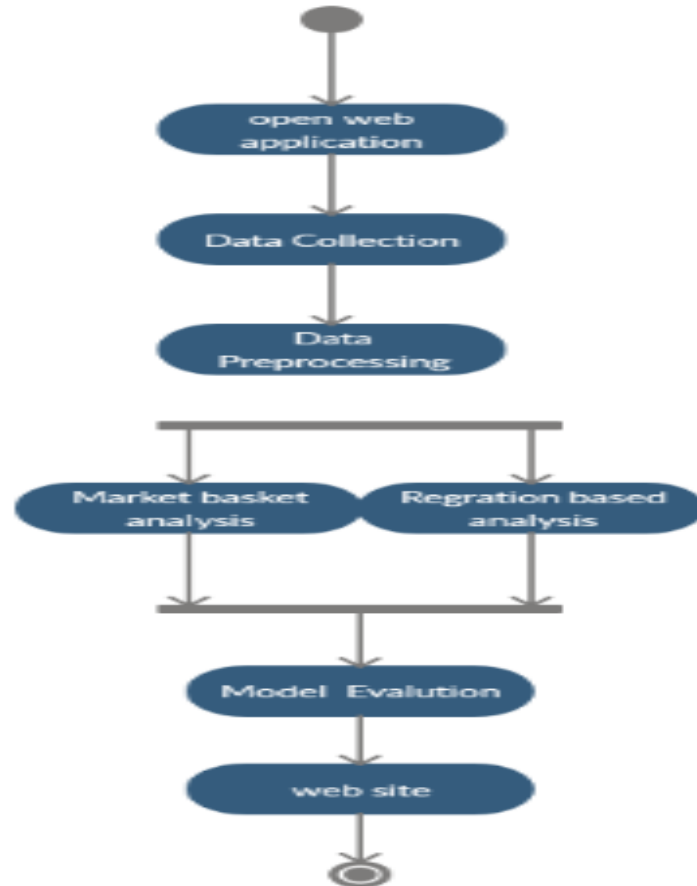 open web
application
Data Collection
Data
Preprocessing
Market basket
analysis
Regration based
analysis
Model Evalution
web site